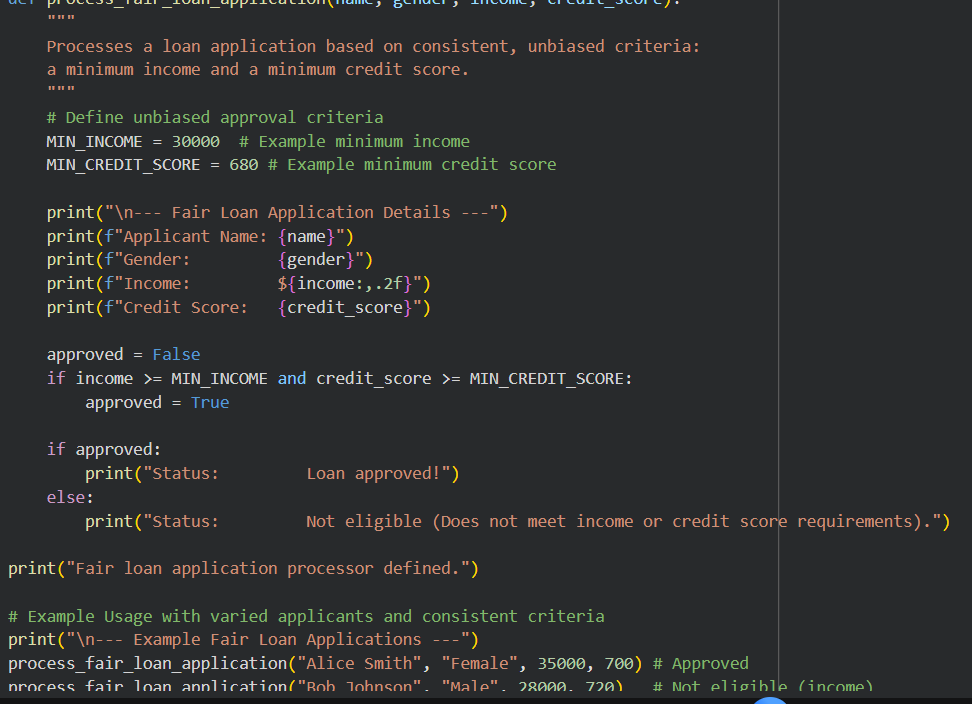 def process_fair_loan_application(name, gender, income, credit_score):
    """
    Processes a loan application based on consistent, unbiased criteria:
    a minimum income and a minimum credit score.
    """
    # Define unbiased approval criteria
    MIN_INCOME = 30000  # Example minimum income
    MIN_CREDIT_SCORE = 680 # Example minimum credit score

    print("\n--- Fair Loan Application Details ---")
    print(f"Applicant Name: {name}")
    print(f"Gender:         {gender}")
    print(f"Income:         ${income:,.2f}")
    print(f"Credit Score:   {credit_score}")

    approved = False
    if income >= MIN_INCOME and credit_score >= MIN_CREDIT_SCORE:
        approved = True

    if approved:
        print("Status:         Loan approved!")
    else:
        print("Status:         Not eligible (Does not meet income or credit score requirements).")

print("Fair loan application processor defined.")

# Example Usage with varied applicants and consistent criteria
print("\n--- Example Fair Loan Applications ---")
process_fair_loan_application("Alice Smith", "Female", 35000, 700) # Approved
process_fair_loan_application("Bob Johnson", "Male", 28000, 720)   # Not eligible (income)